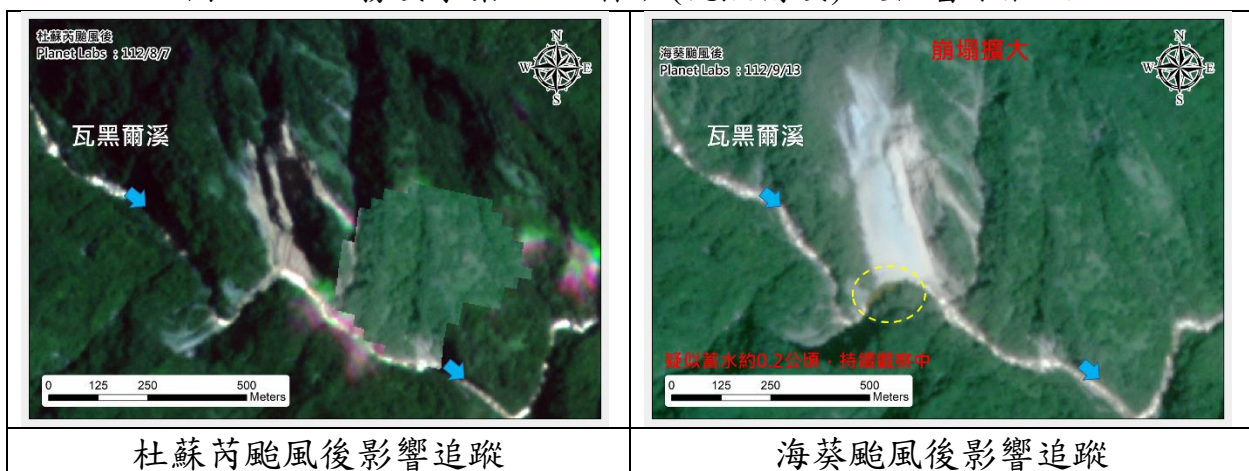 杜蘇芮颱風後
Planet Labs ：112/8/7
N
W
E
S
瓦黑爾溪
0 125 250 500
Meters
海葵颱風後
Planet Labs ：112/9/13
崩塌擴大
N
W
E
S
瓦黑爾溪
疑似蓄水約0.2公頃，持續觀察中
0 125 250 500
Meters
杜蘇芮颱風後影響追蹤
海葵颱風後影響追蹤